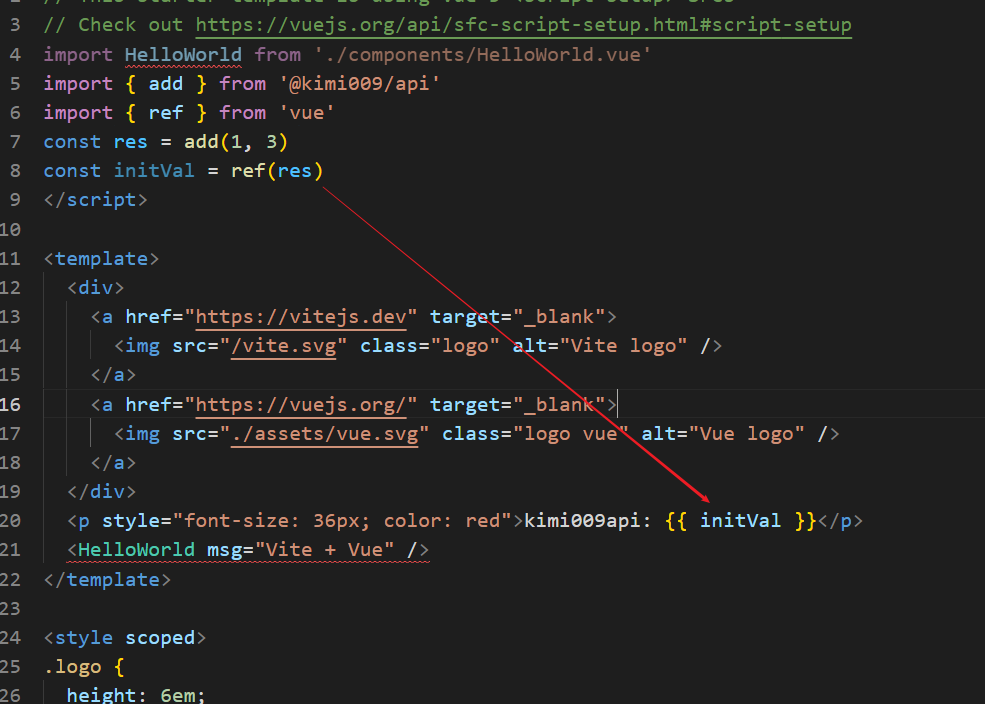 3 // Check out https://vuejs.org/api/sfc-script-setup.html#script-setup
4 import HelloWorld from './components/HelloWorld.vue'
5 import { add } from '@kimi009/api'
6 import { ref } from 'vue'
7 const res = add(1, 3)
8 const initVal = ref(res)
9 </script>
10
11 <template>
12 <div>
13 <a href="https://vitejs.dev" target="_blank">
14 <img src="/vite.svg" class="logo" alt="Vite logo" />
15 </a>
16 <a href="https://vuejs.org/" target="_blank">
17 <img src="./assets/vue.svg" class="logo vue" alt="Vue logo" />
18 </a>
19 </div>
20 <p style="font-size: 36px; color: red">kimi009api: {{ initVal }}</p>
21 <HelloWorld msg="Vite + Vue" />
22 </template>
23
24 <style scoped>
25 .logo {
26 height: 6em;